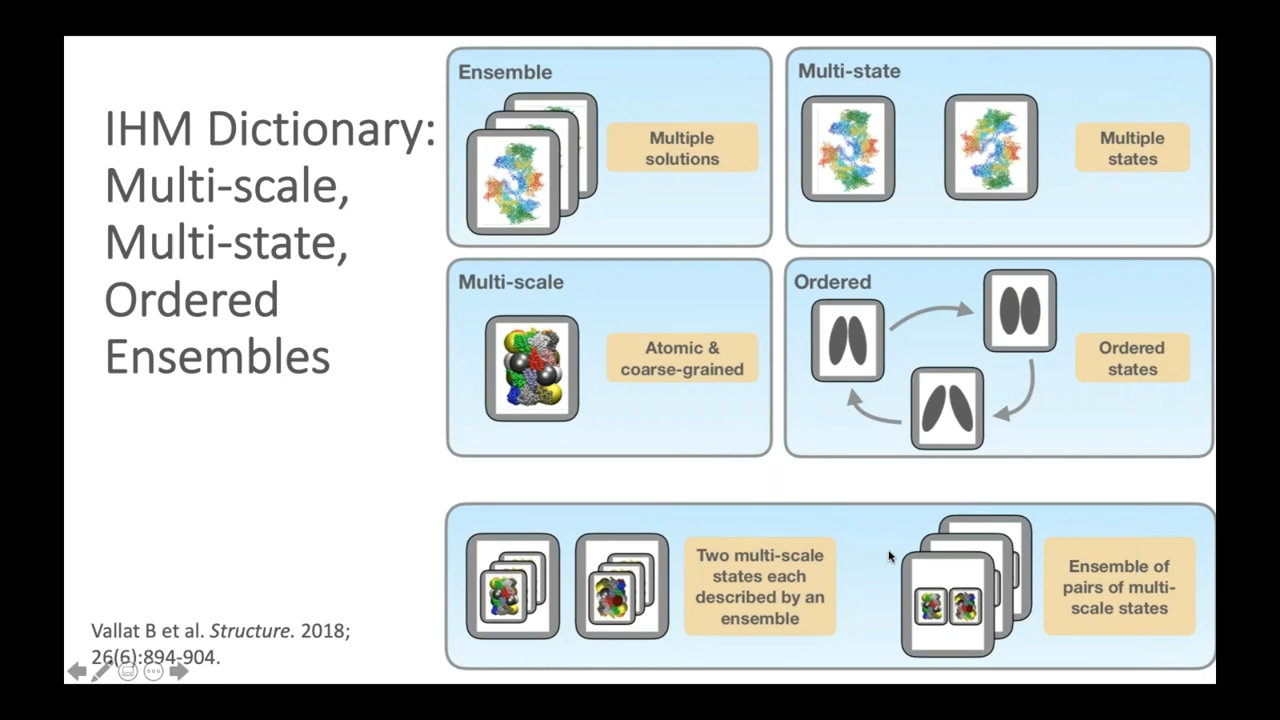 IHM Dictionary:
Multi-scale,
Multi-state,
Ordered
Ensembles
Vallat B et al. Structure. 2018;
26(6):894-904.
Ensemble
Multiple
solutions
Multi-state
Multiple
states
Multi-scale
Atomic &
coarse-grained
Ordered
Ordered
states
Two multi-scale
states each
described by an
ensemble
Ensemble of
pairs of multi-
scale states